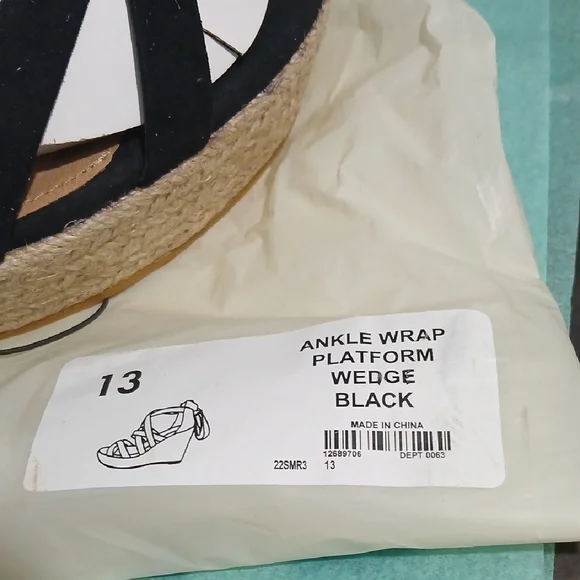 13
ANKLE WRAP
PLATFORM
WEDGE
BLACK
MADE IN CHINA
12689706 DEPT 0063
22SMR3 13